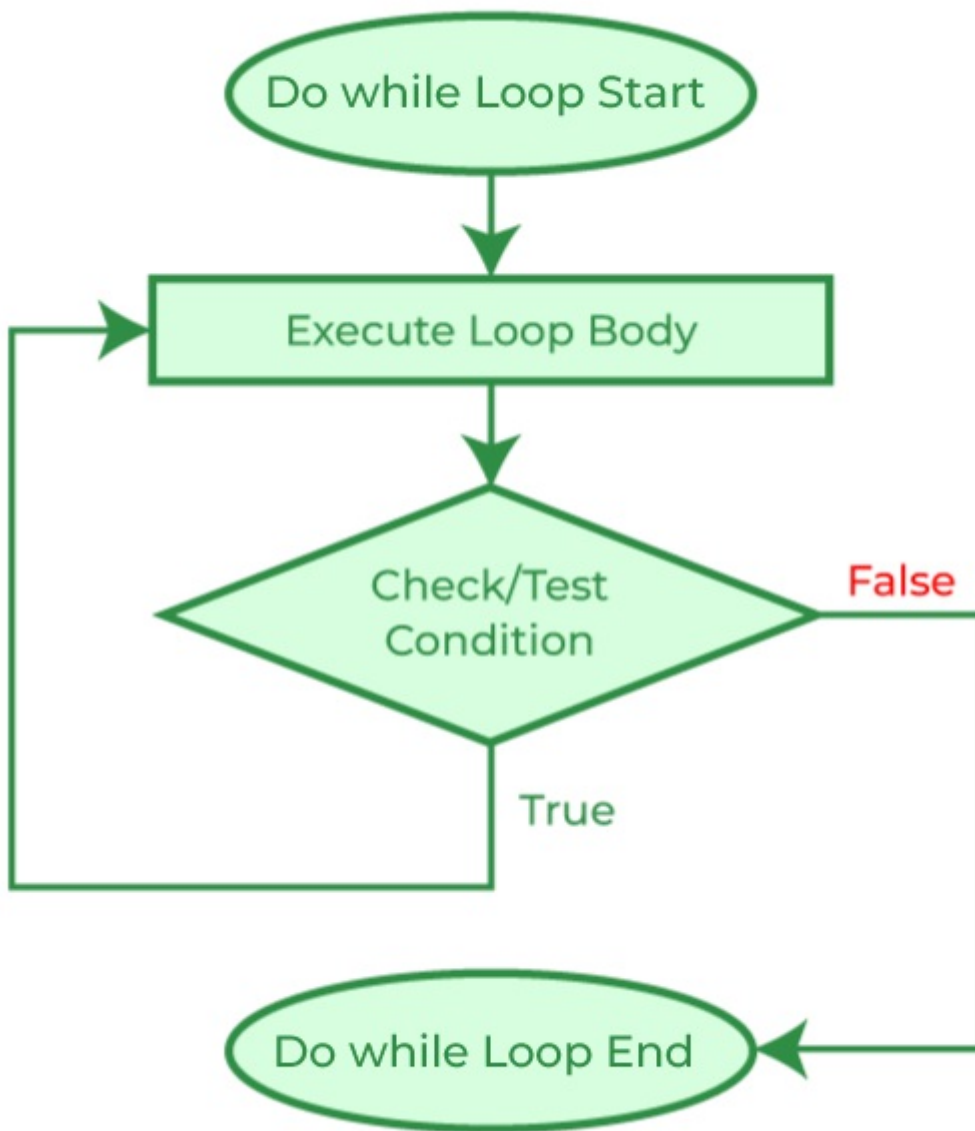 Do while Loop Start
Execute Loop Body
Check/Test
Condition
False
True
Do while Loop End